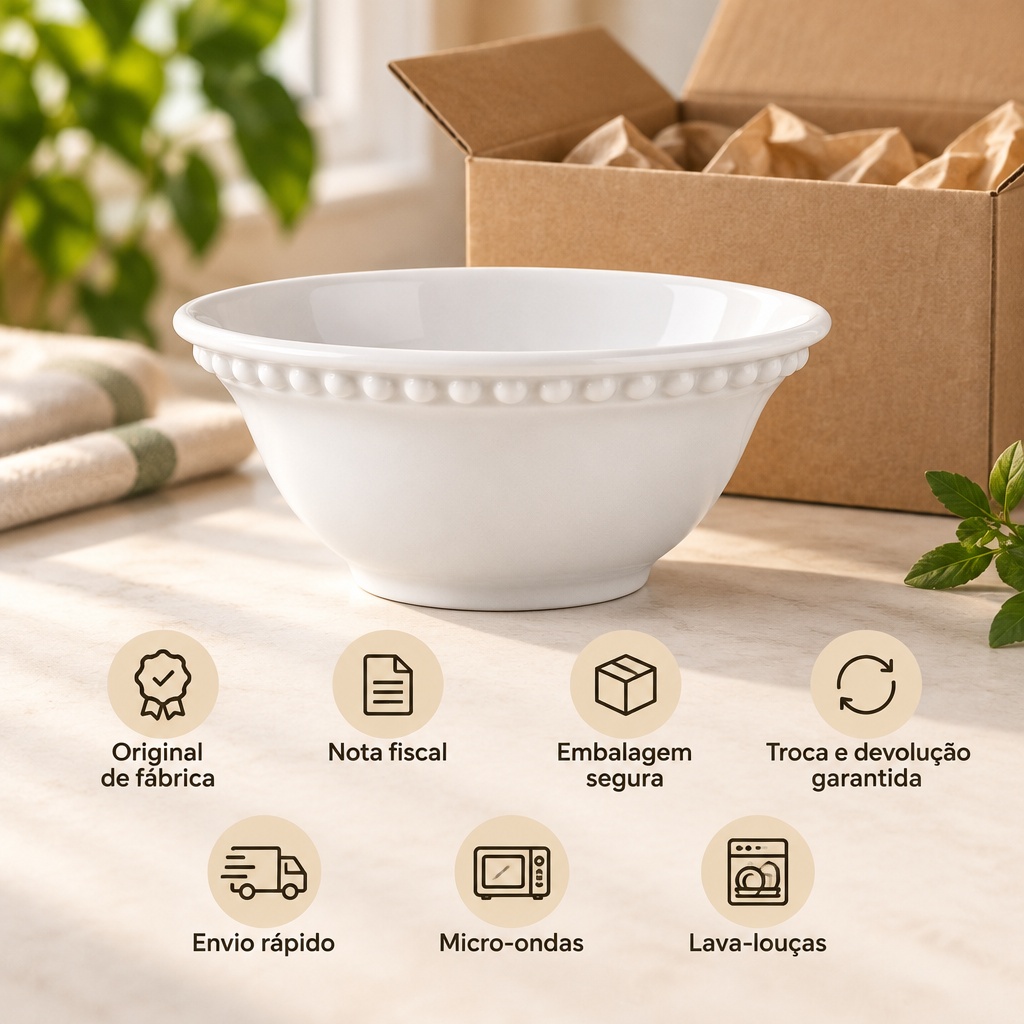 Original
de fábrica
Nota fiscal
Embalagem
segura
Troca e devolução
garantida
Envio rápido
Micro-ondas
Lava-louças